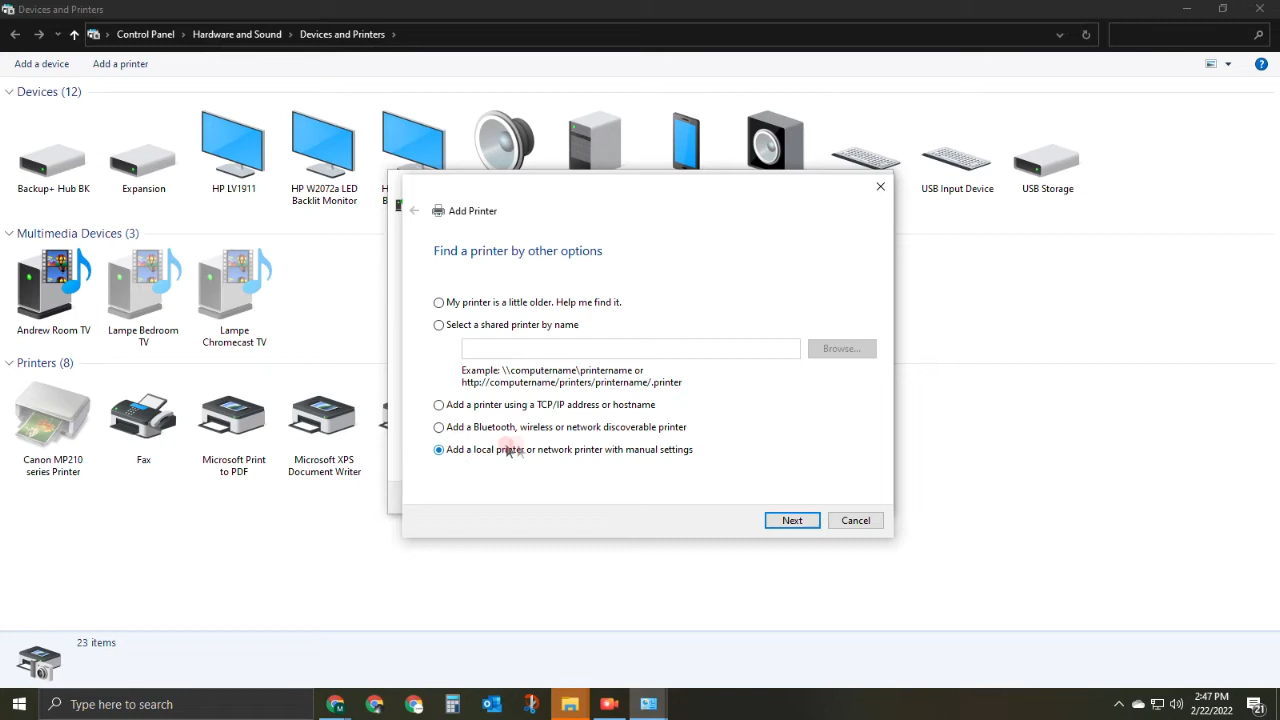 Devices and Printers
Control Panel > Hardware and Sound > Devices and Printers >
Add a device Add a printer
Devices (12)
Backup+ Hub BK
Expansion
HP LV1911
HP W2072a LED
Backlit Monitor
USB Input Device
USB Storage
Add Printer
Find a printer by other options
My printer is a little older. Help me find it.
Select a shared printer by name
Browse...
Example: \\computername\printername or
http://computername/printers/printername/.printer
Add a printer using a TCP/IP address or hostname
Add a Bluetooth, wireless or network discoverable printer
Add a local printer or network printer with manual settings
Next
Cancel
Multimedia Devices (3)
Andrew Room TV
Lampe Bedroom
TV
Lampe
Chromecast TV
Printers (8)
Canon MP210
series Printer
Fax
Microsoft Print
to PDF
Microsoft XPS
Document Writer
23 items
Type here to search
2:47 PM
2/22/2022
21